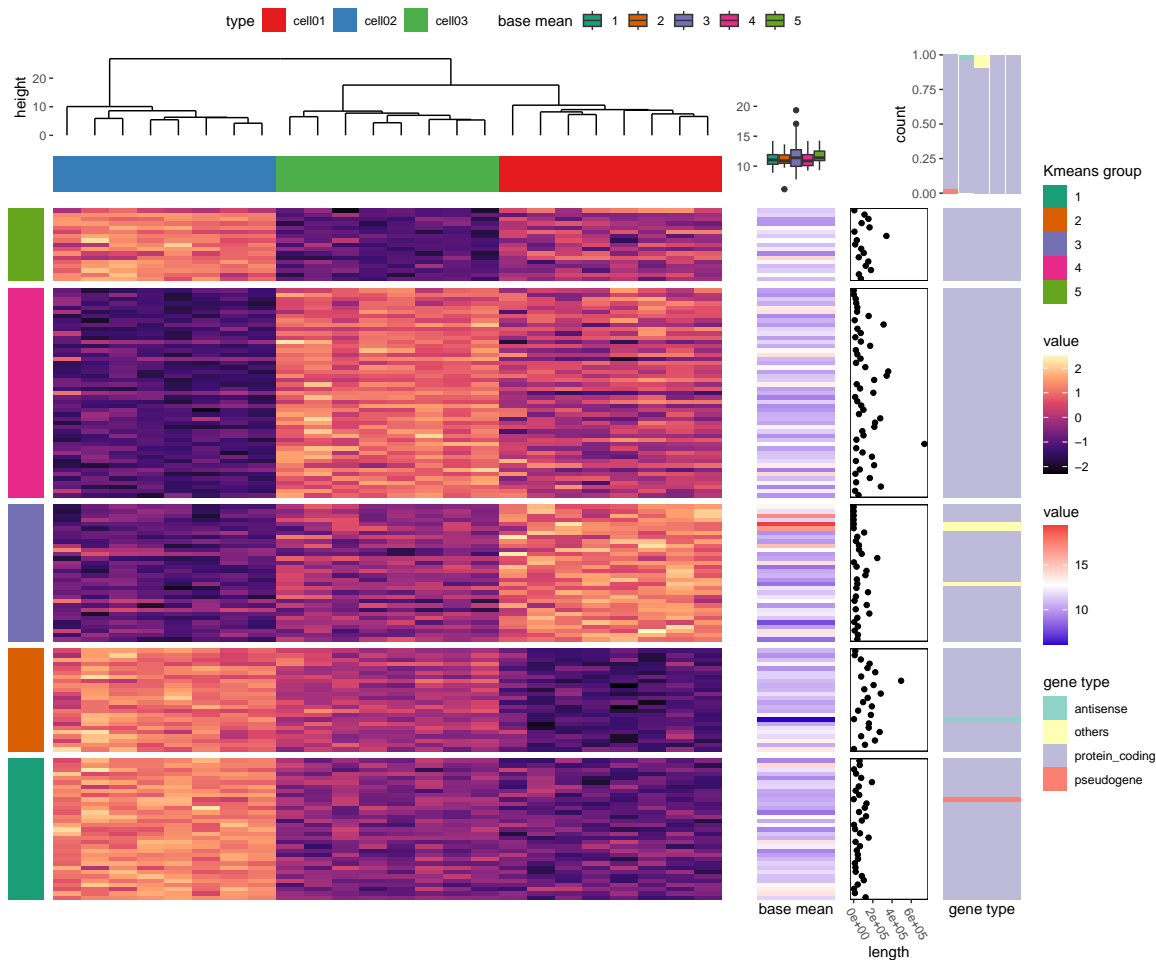 type cell01 cell02 cell03 base mean 1 2 3 4 5
height
20
10
0
20
15
10
count
1.00
0.75
0.50
0.25
0.00
Kmeans group
1
2
3
4
5
value
2
1
0
−1
−2
value
15
10
gene type
antisense
others
protein_coding
pseudogene
base mean
0e+00
2e+05
4e+05
6e+05
length
gene type